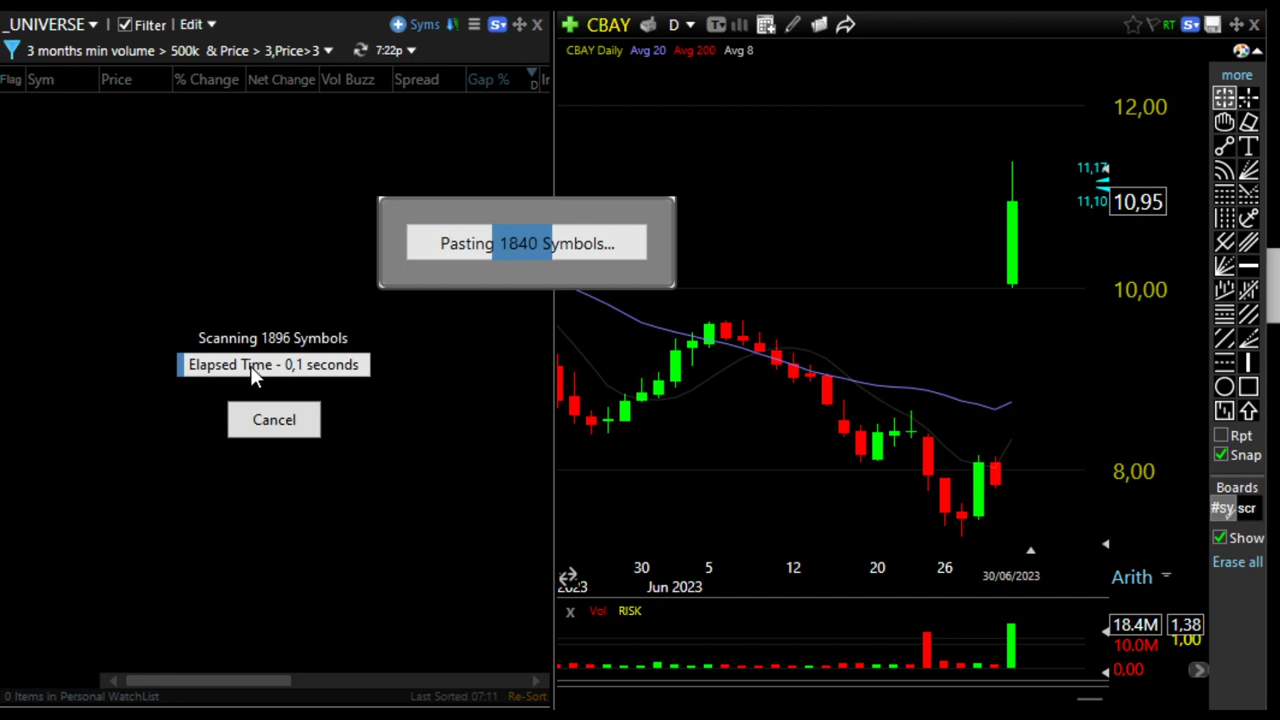 _UNIVERSE
Filter
Edit
Syms
S
3 months min volume > 500k & Price > 3,Price>3
7:22p
Flag
Sym
Price
% Change
Net Change
Vol Buzz
Spread
Gap %
D
Scanning 1896 Symbols
Elapsed Time - 0,1 seconds
Cancel
Pasting 1840 Symbols...
0 Items in Personal WatchList
Last Sorted 07:11
Re-Sort
CBAY
D
T
RT
S
CBAY Daily
Avg 20
Avg 200
Avg 8
12,00
11,17
11,10
10,95
10,00
8,00
30
5
12
20
26
30/06/2023
2023
Jun 2023
Arith
X
Vol
RISK
18.4M
1,38
10.0M
1,00
0,00
more
T
Rpt
Snap
Boards
#sy
scr
Show
Erase all